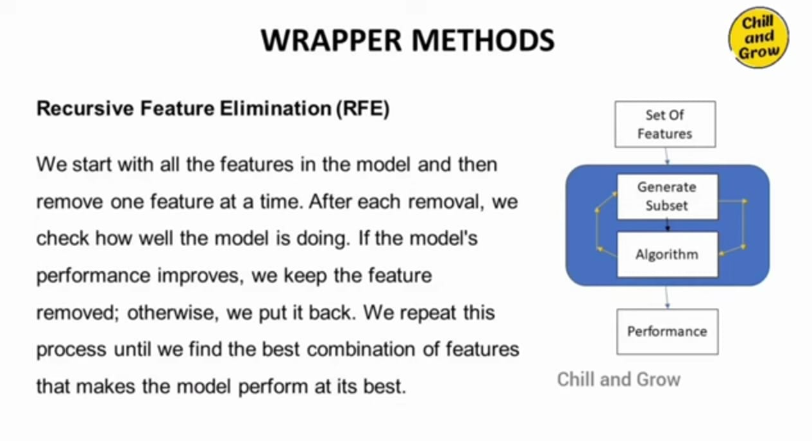 WRAPPER METHODS
Chill
and
Grow
Recursive Feature Elimination (RFE)
We start with all the features in the model and then
remove one feature at a time. After each removal, we
check how well the model is doing. If the model's
performance improves, we keep the feature
removed; otherwise, we put it back. We repeat this
process until we find the best combination of features
that makes the model perform at its best.
Set Of
Features
Generate
Subset
Algorithm
Performance
Chill and Grow